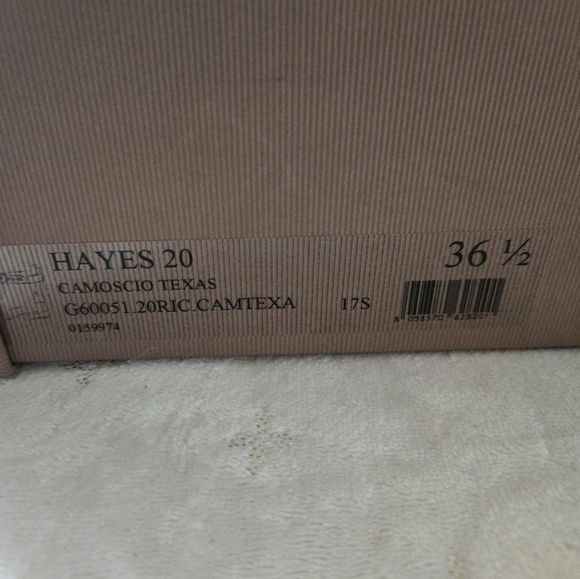 HAYES 20
36 ½
CAMOSCIO TEXAS
G60051.20RIC.CAMTEXA 17S
0159974